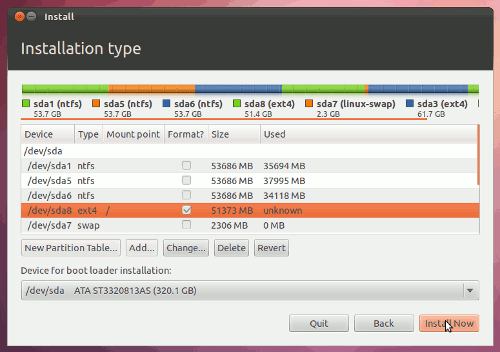 Install
Installation type
sda1 (ntfs) sda5 (ntfs) sda6 (ntfs) sda8 (ext4) sda7 (linux-swap) sda3 (ext4)
53.7 GB 53.7 GB 53.7 GB 51.4 GB 2.3 GB 61.7 GB
Device Type Mount point Format? Size Used
/dev/sda
/dev/sda1 ntfs 53686 MB 35694 MB
/dev/sda5 ntfs 53686 MB 37995 MB
/dev/sda6 ntfs 53686 MB 34118 MB
/dev/sda8 ext4 / 51373 MB unknown
/dev/sda7 swap 2306 MB 0 MB
New Partition Table... Add... Change... Delete Revert
Device for boot loader installation:
/dev/sda ATA ST3320813AS (320.1 GB)
Quit Back Install Now